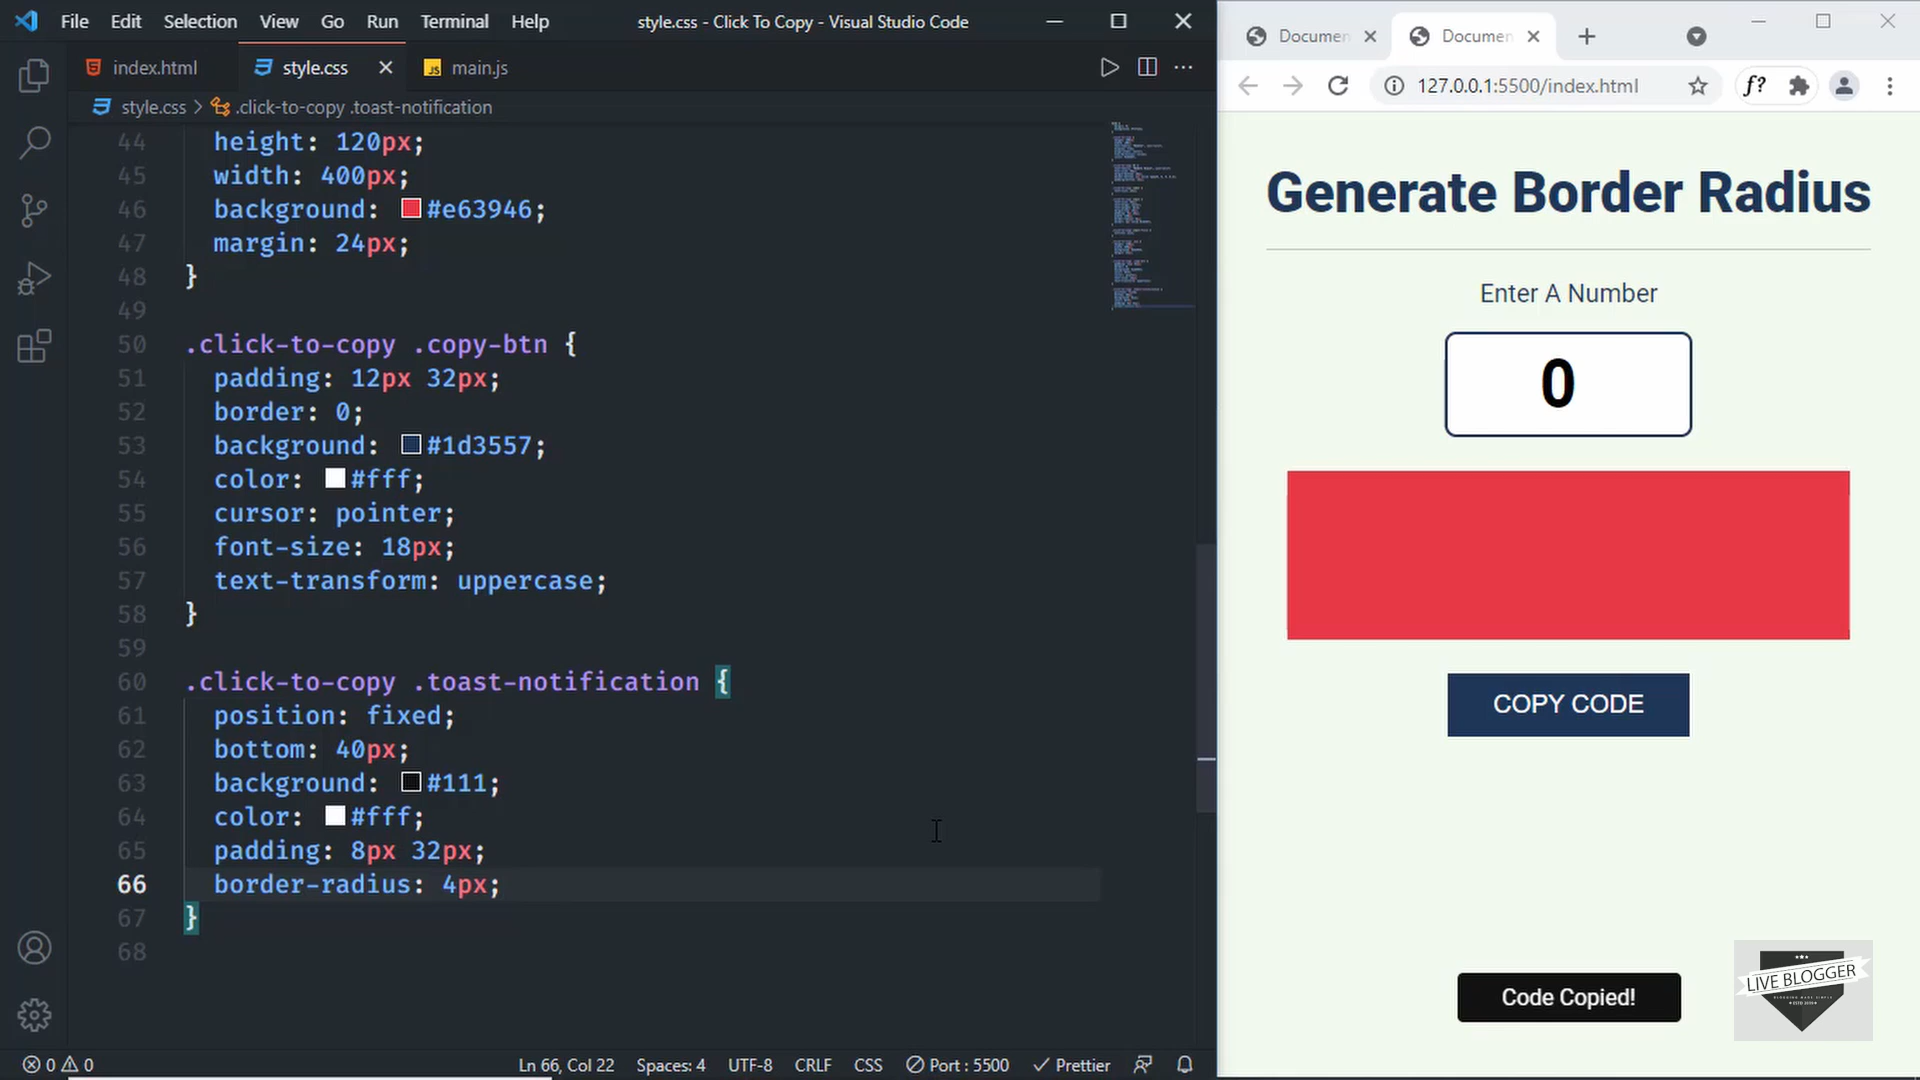 File Edit Selection View Go Run Terminal Help
style.css - Click To Copy - Visual Studio Code
index.html
style.css
JS main.js
style.css > .click-to-copy .toast-notification
44 height: 120px;
45 width: 400px;
46 background: #e63946;
47 margin: 24px;
48 }
49
50 .click-to-copy .copy-btn {
51 padding: 12px 32px;
52 border: 0;
53 background: #1d3557;
54 color: #fff;
55 cursor: pointer;
56 font-size: 18px;
57 text-transform: uppercase;
58 }
59
60 .click-to-copy .toast-notification {
61 position: fixed;
62 bottom: 40px;
63 background: #111;
64 color: #fff;
65 padding: 8px 32px;
66 border-radius: 4px;
67 }
68
0 0
Ln 66, Col 22 Spaces: 4 UTF-8 CRLF CSS Port : 5500 Prettier
Documen
Documen
127.0.0.1:5500/index.html
f?
Generate Border Radius
Enter A Number
0
COPY CODE
Code Copied!
LIVE BLOGGER